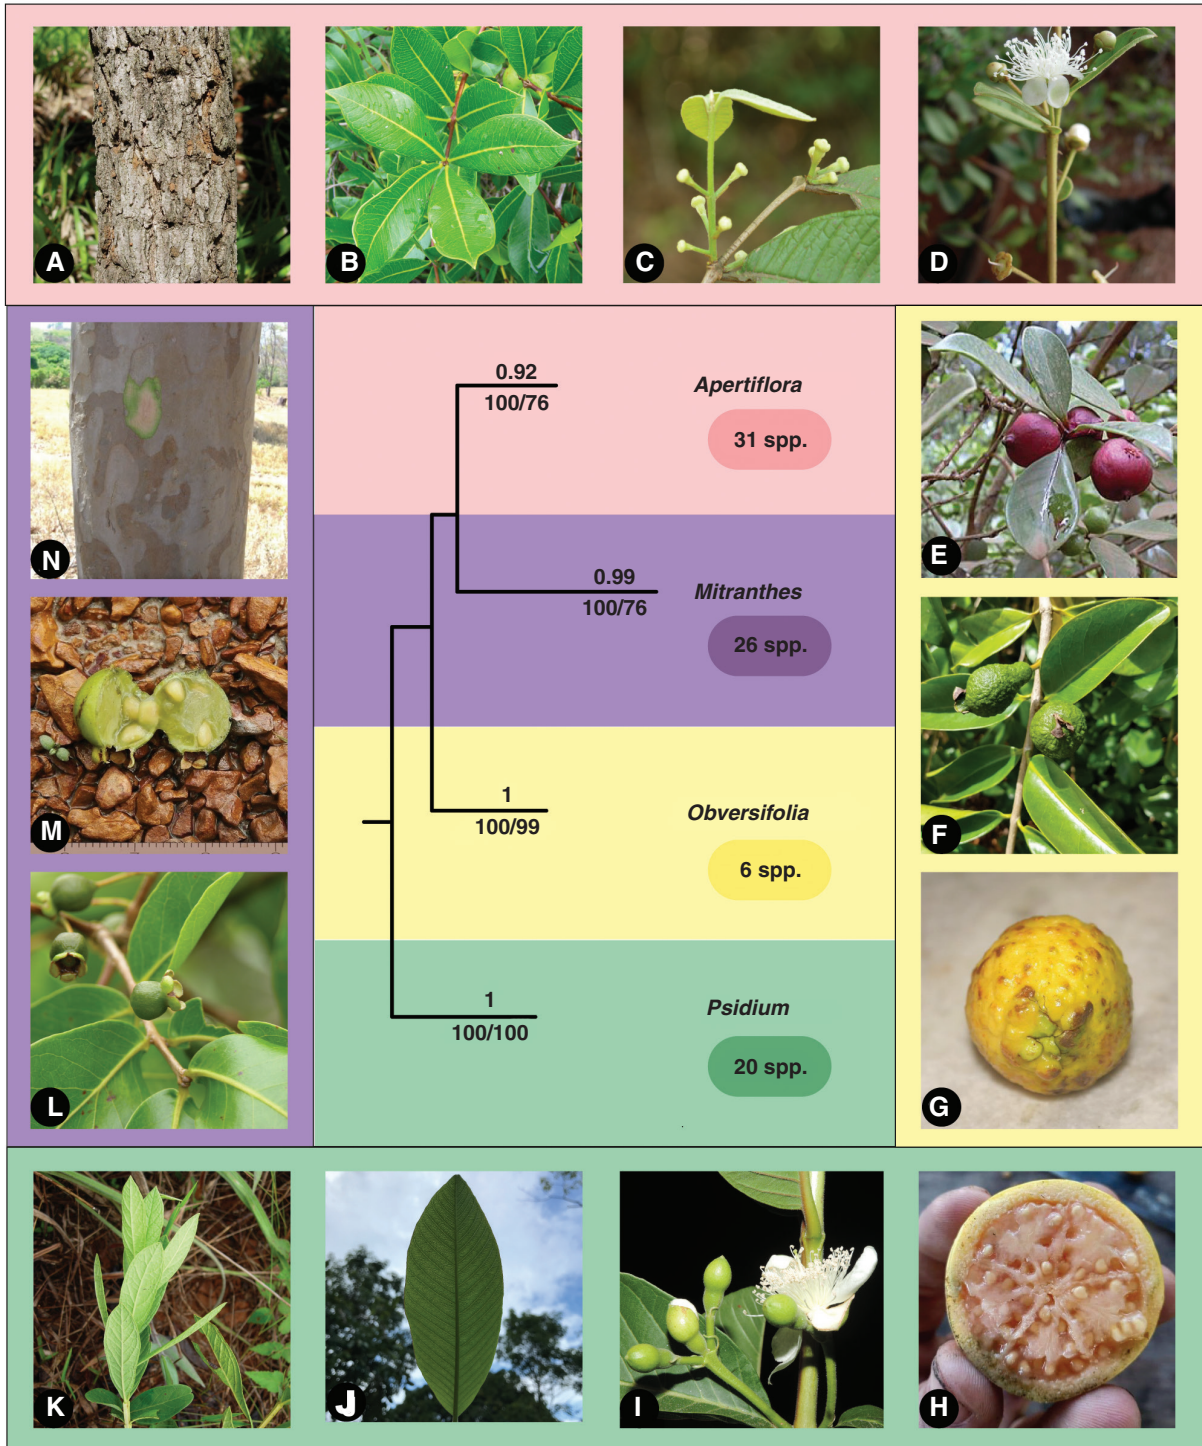 A
B
C
D
N
M
L
0.92
100/76
Apertiflora
31 spp.
0.99
100/76
Mitranthes
26 spp.
1
100/99
Obversifolia
6 spp.
1
100/100
Psidium
20 spp.
E
F
G
K
J
I
H